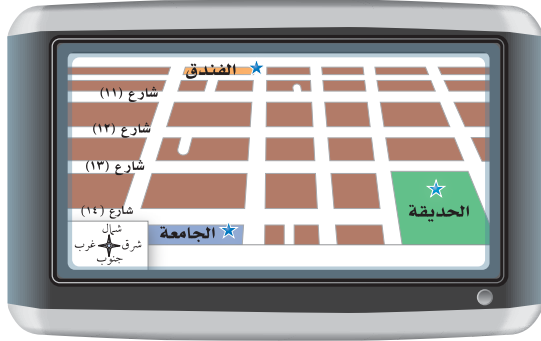 الفندق
شارع (١١)
شارع (١٢)
شارع (١٣)
الحديقة
شارع (١٤)
الجامعة
شمال
شرق غرب
جنوب